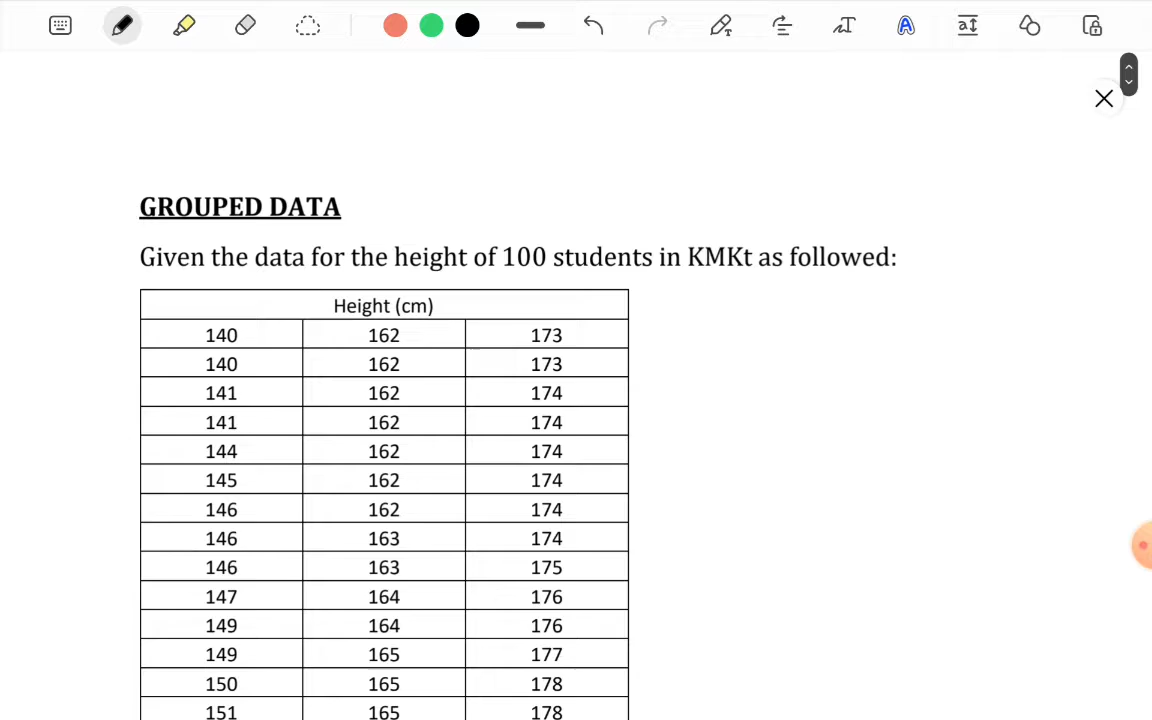 GROUPED DATA
Given the data for the height of 100 students in KMKt as followed:
Height (cm)
140 162 173
140 162 173
141 162 174
141 162 174
144 162 174
145 162 174
146 162 174
146 163 174
146 163 175
147 164 176
149 164 176
149 165 177
150 165 178
151 165 178